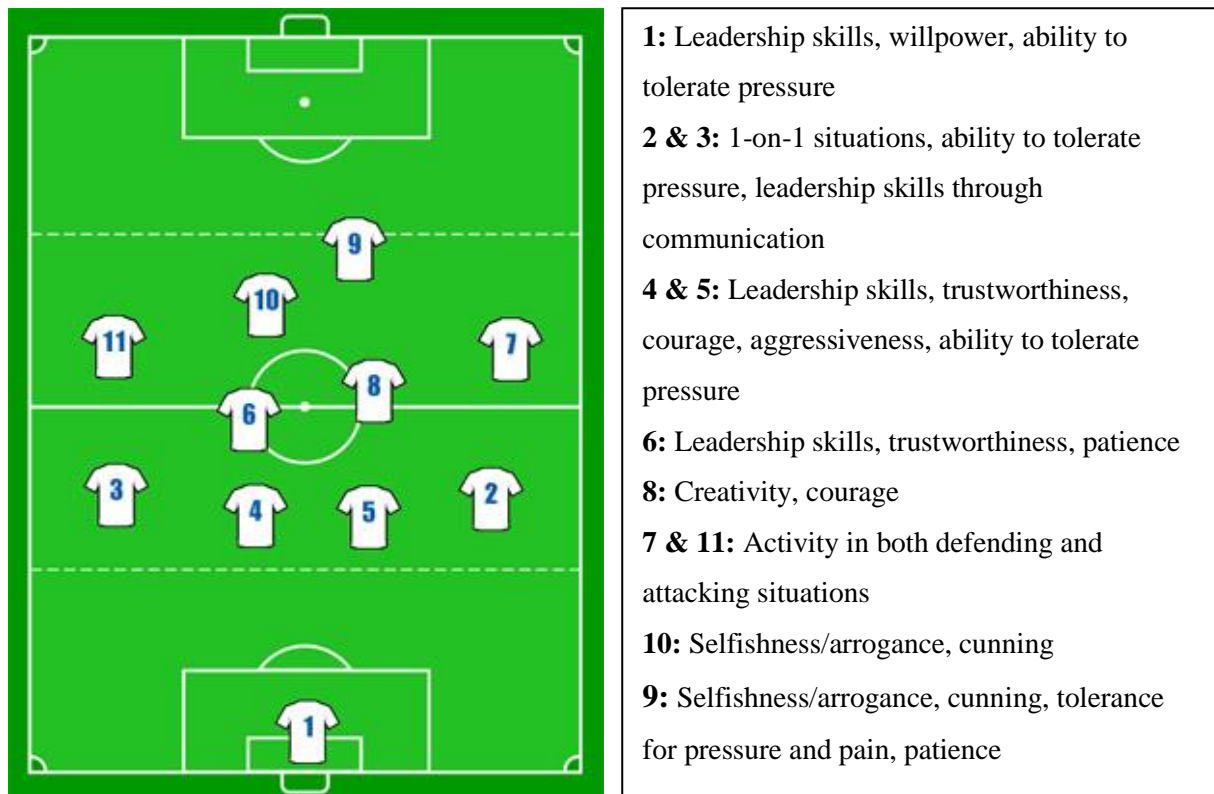 9
10
11
7
8
6
3
2
4
5
1
1: Leadership skills, willpower, ability to
tolerate pressure
2 & 3: 1-on-1 situations, ability to tolerate
pressure, leadership skills through
communication
4 & 5: Leadership skills, trustworthiness,
courage, aggressiveness, ability to tolerate
pressure
6: Leadership skills, trustworthiness, patience
8: Creativity, courage
7 & 11: Activity in both defending and
attacking situations
10: Selfishness/arrogance, cunning
9: Selfishness/arrogance, cunning, tolerance
for pressure and pain, patience